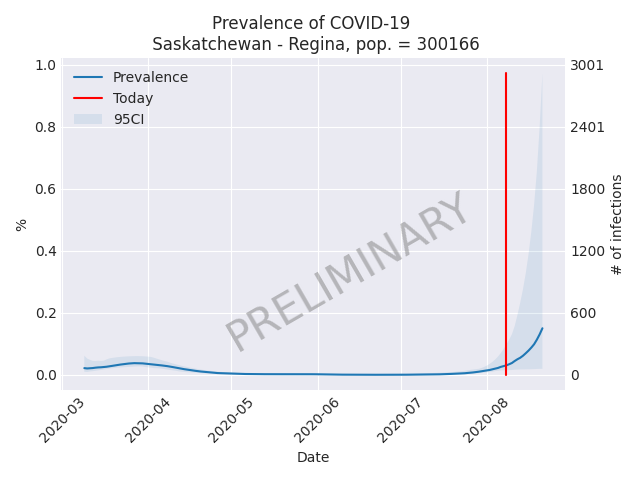 Prevalence of COVID-19
Saskatchewan - Regina, pop. = 300166
Prevalence
Today
95CI
1.0
0.8
0.6
0.4
0.2
0.0
%
3001
2401
1800
1200
600
0
# of infections
PRELIMINARY
2020-03
2020-04
2020-05
2020-06
2020-07
2020-08
Date